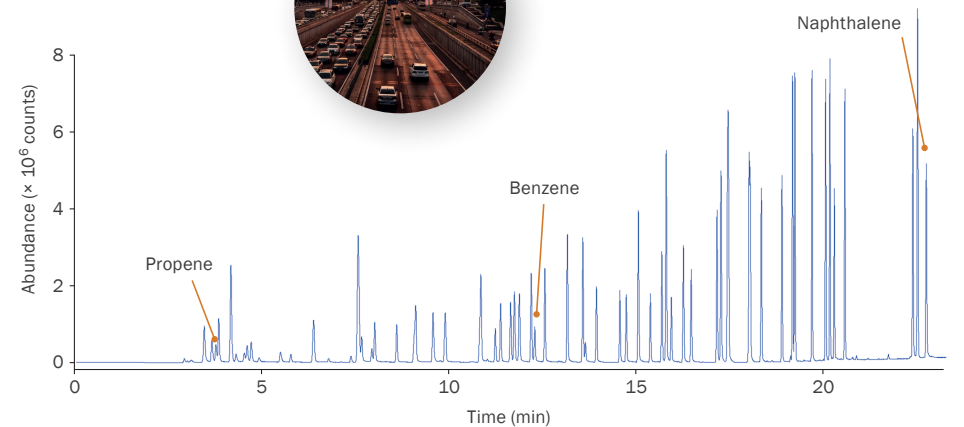 Naphthalene
8
6
4
2
0
Abundance (× 10⁶ counts)
Benzene
Propene
0 5 10 15 20
Time (min)